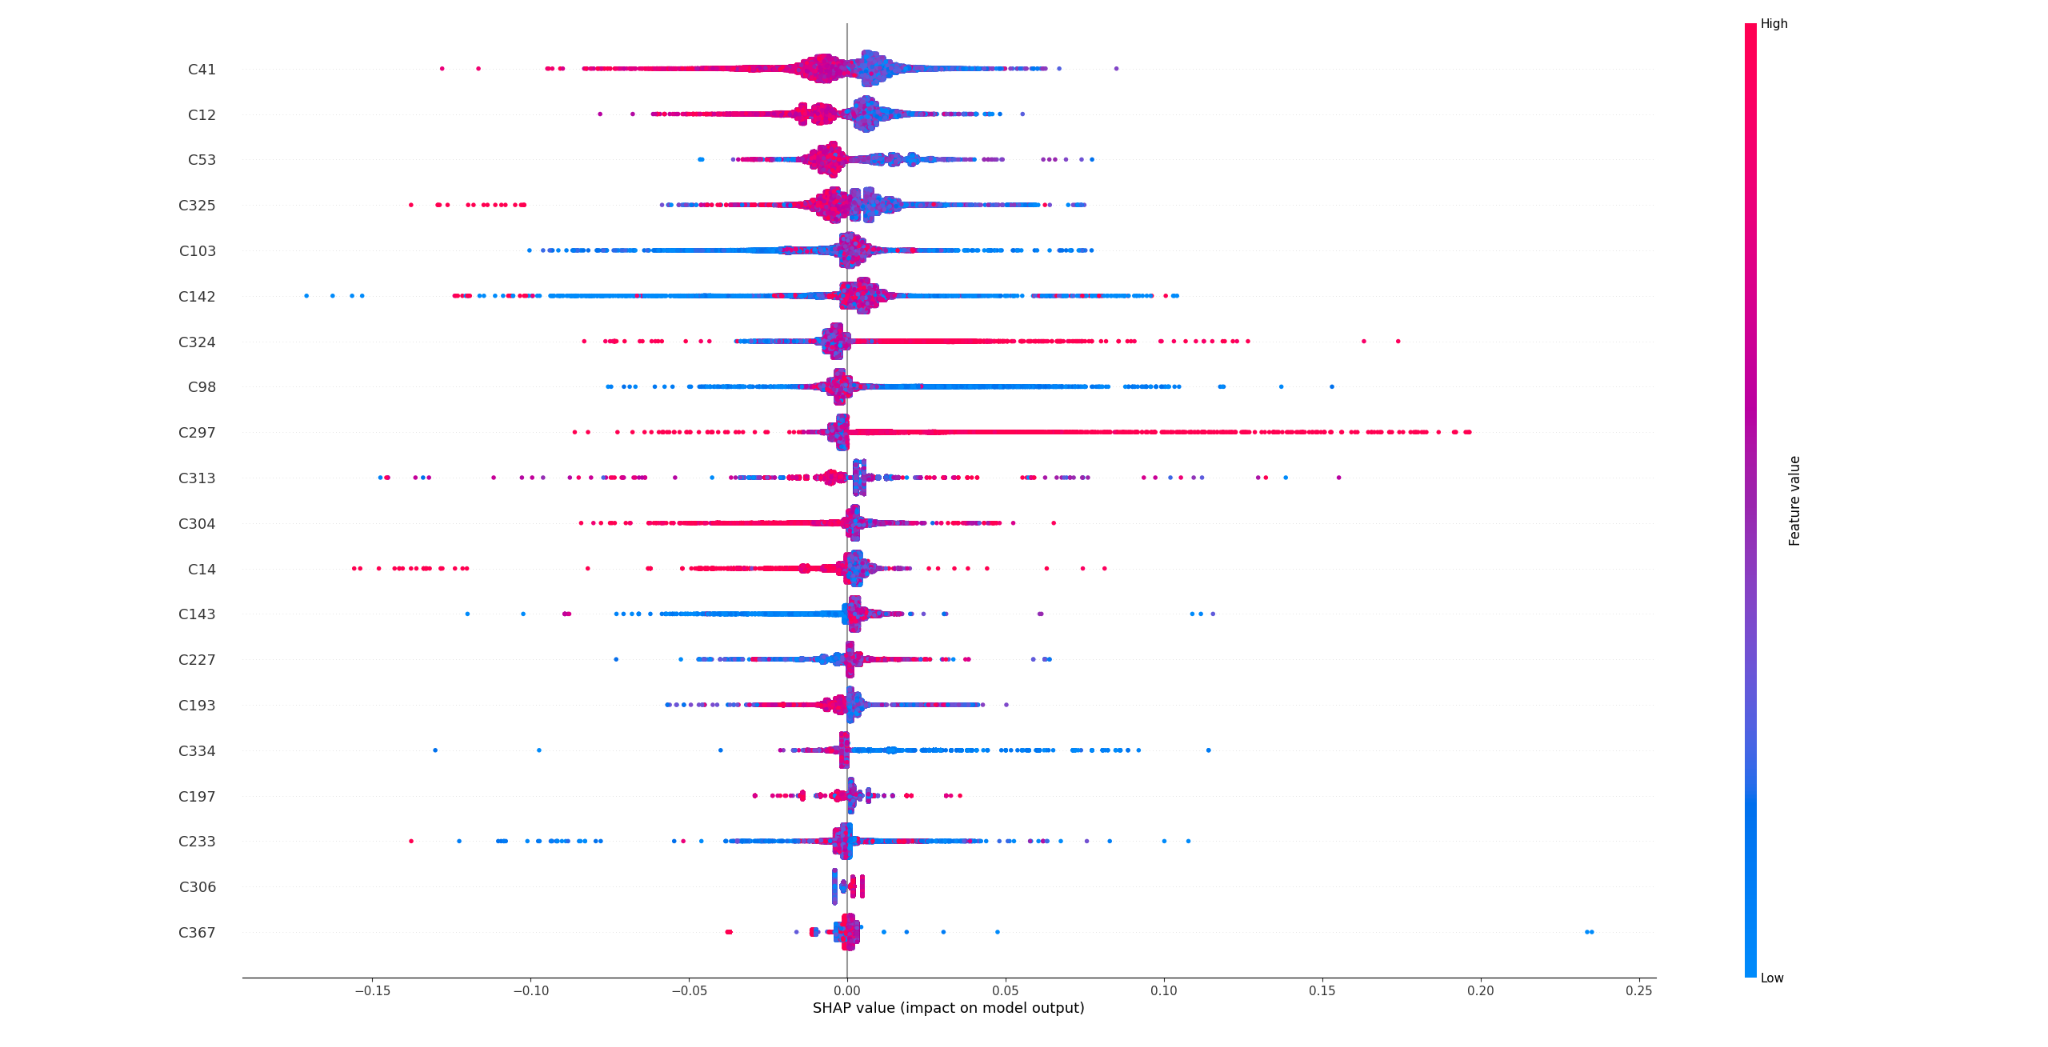 High
C41
C12
C53
C325
C103
C142
C324
C98
C297
C313
C304
C14
C143
C227
C193
C334
C197
C233
C306
C367
Feature value
Low
−0.15 −0.10 −0.05 0.00 0.05 0.10 0.15 0.20 0.25
SHAP value (impact on model output)